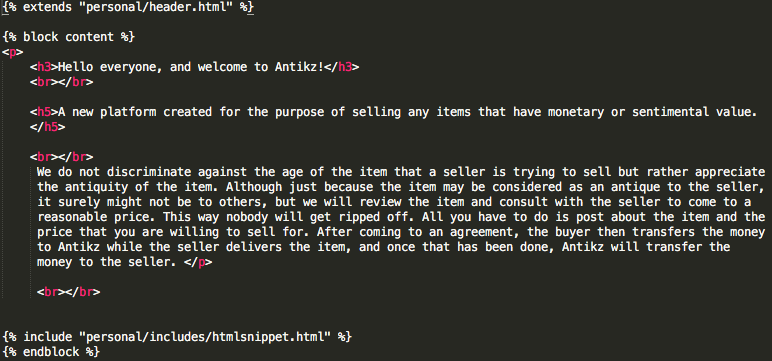 {% extends "personal/header.html" %}
{% block content %}
<p>
<h3>Hello everyone, and welcome to Antikz!</h3>
<br></br>
<h5>A new platform created for the purpose of selling any items that have monetary or sentimental value.
</h5>
<br></br>
We do not discriminate against the age of the item that a seller is trying to sell but rather appreciate
the antiquity of the item. Although just because the item may be considered as an antique to the seller,
it surely might not be to others, but we will review the item and consult with the seller to come to a
reasonable price. This way nobody will get ripped off. All you have to do is post about the item and the
price that you are willing to sell for. After coming to an agreement, the buyer then transfers the money
to Antikz while the seller delivers the item, and once that has been done, Antikz will transfer the
money to the seller. </p>
<br></br>
{% include "personal/includes/htmlsnippet.html" %}
{% endblock %}